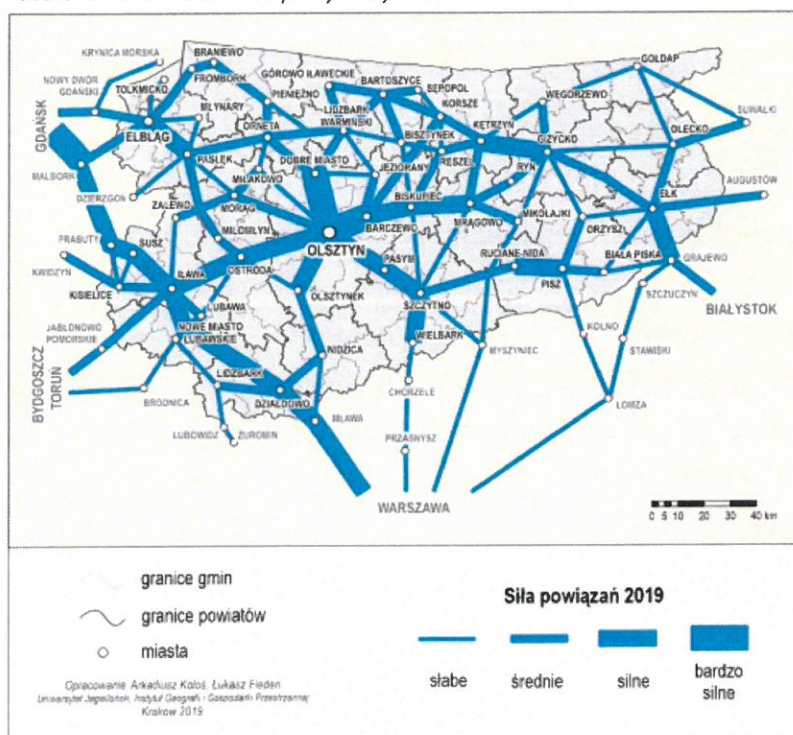 KRYNICA MORSKA
BRANIEWO
GOŁDAP
NOWY DWÓR
GDAŃSKI
FROMBORK
GÓROWO IŁAWECKIE
BARTOSZYCE
TOLKMICKO
PIENIĘŻNO
SĘPOPOL
WĘGORZEWO
MŁYNARY
LIDZBARK
WARMIŃSKI
KORSZE
SUWAŁKI
GDAŃSK
ELBLĄG
ORNETA
BISZTYNEK
KĘTRZYN
GIŻYCKO
OLECKO
PASŁĘK
DOBRE MIASTO
RESZEL
MALBORK
MIŁAKOWO
JEZIORANY
RYN
AUGUSTÓW
DZIERZGOŃ
ZALEWO
MORĄG
BISKUPIEC
EŁK
MIKOŁAJKI
MIŁOMŁYN
BARCZEWO
MRĄGOWO
ORZYSZ
PRABUTY
SUSZ
OLSZTYN
BIAŁA PISKA
GRAJEWO
OSTRÓDA
PASYM
RUCIANE-NIDA
KWIDZYN
IŁAWA
KISIELICE
OLSZTYNEK
SZCZYTNO
PISZ
SZCZUCZYN
LUBAWA
BIAŁYSTOK
NOWE MIASTO
LUBAWSKIE
JABŁONOWO
POMORSKIE
WIELBARK
KOLNO
STAWISKI
NIDZICA
MYSZYNIEC
BYDGOSZCZ
TORUŃ
LIDZBARK
BRODNICA
DZIAŁDOWO
CHORZELE
ŁOMŻA
MŁAWA
LUBOWIDZ
ŻUROMIN
PRZASNYSZ
WARSZAWA
0 5 10 20 30 40 km
granice gmin
granice powiatów
miasta
Siła powiązań 2019
słabe
średnie
silne
bardzo
silne
Opracowanie: Arkadiusz Kołoś, Łukasz Fiedeń
Uniwersytet Jagielloński, Instytut Geografii i Gospodarki Przestrzennej
Kraków 2019